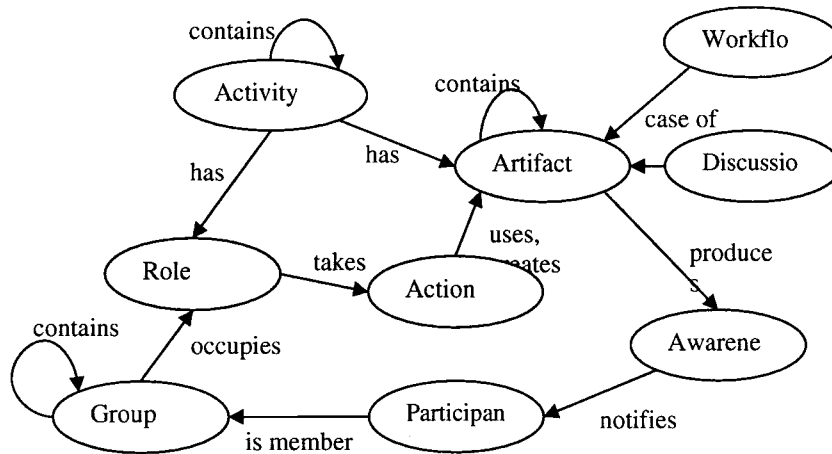 contains
Workflo
Activity
contains
case of
has
Artifact
Discussio
has
uses,
creates
produce
s
Role
takes
Action
contains
occupies
Awarene
Group
Participan
notifies
is member